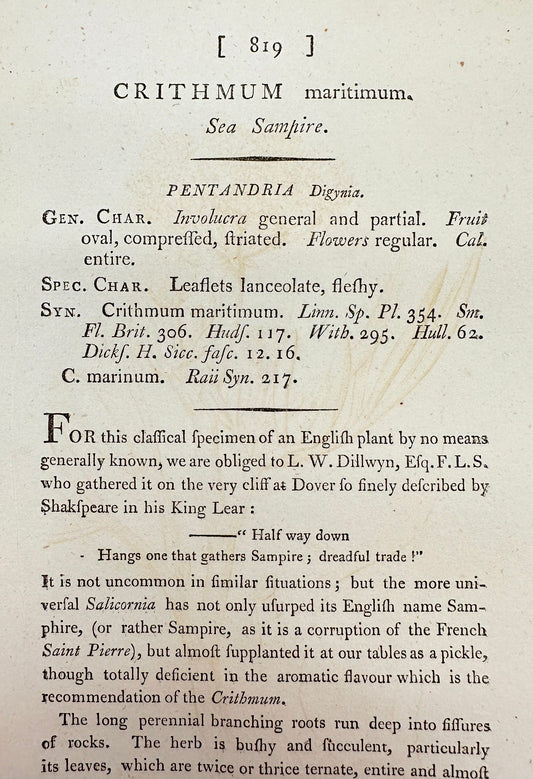 [ 819 ]
CRITHMUM maritimum.
Sea Sampire.
PENTANDRIA Digynia.
GEN. CHAR. Involucra general and partial. Fruit
oval, compreſſed, ſtriated. Flowers regular. Cal.
entire.
SPEC. CHAR. Leaflets lanceolate, fleſhy.
SYN. Crithmum maritimum. Linn. Sp. Pl. 354. Sm.
Fl. Brit. 306. Hudſ. 117. With. 295. Hull. 62.
Dickſ. H. Sicc. faſc. 12. 16.
C. marinum. Raii Syn. 217.
FOR this claſſical ſpecimen of an Engliſh plant by no means
generally known, we are obliged to L. W. Dillwyn, Eſq. F. L. S.
who gathered it on the very cliff at Dover ſo finely deſcribed by
Shakſpeare in his King Lear :
——“ Half way down
- Hangs one that gathers Sampire ; dreadful trade !”
It is not uncommon in ſimilar ſituations ; but the more uni-
verſal Salicornia has not only uſurped its Engliſh name Sam-
phire, (or rather Sampire, as it is a corruption of the French
Saint Pierre), but almoſt ſupplanted it at our tables as a pickle,
though totally deficient in the aromatic flavour which is the
recommendation of the Crithmum.
The long perennial branching roots run deep into fiſſures
of rocks. The herb is buſhy and ſucculent, particularly
its leaves, which are twice or thrice ternate, entire and almoſt